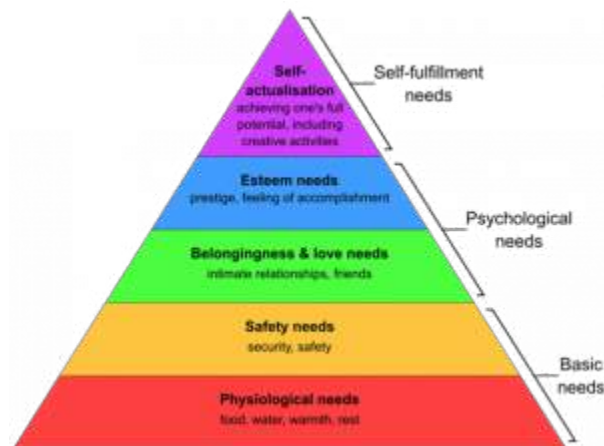 Self-
actualisation
achieving one's full
potential, including
creative activities
Self-fulfillment
needs
Esteem needs
prestige, feeling of accomplishment
Belongingness & love needs
intimate relationships, friends
Psychological
needs
Safety needs
security, safety
Physiological needs
food, water, warmth, rest
Basic
needs